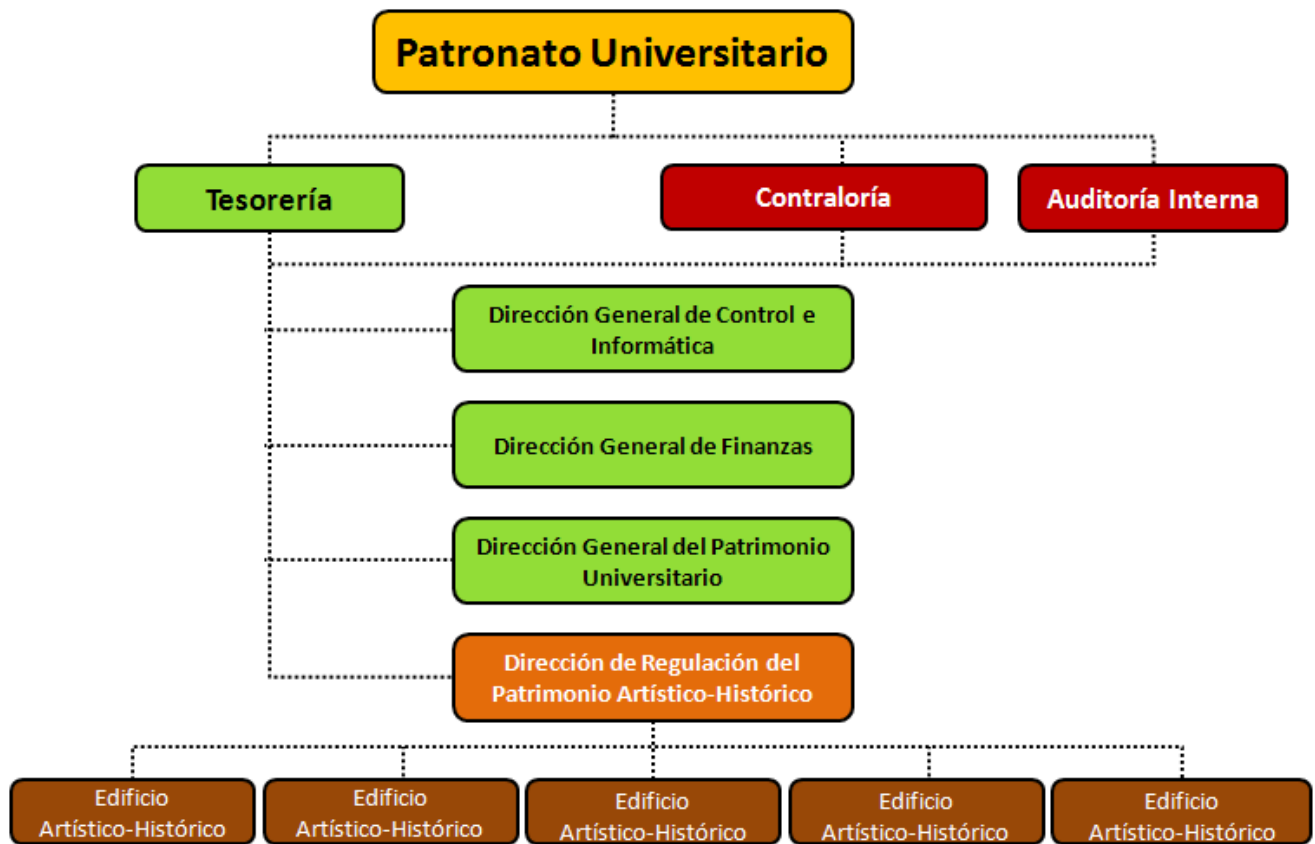 Patronato Universitario
Tesorería
Contraloría
Auditoría Interna
Dirección General de Control e
Informática
Dirección General de Finanzas
Dirección General del Patrimonio
Universitario
Dirección de Regulación del
Patrimonio Artístico-Histórico
Edificio
Artístico-Histórico
Edificio
Artístico-Histórico
Edificio
Artístico-Histórico
Edificio
Artístico-Histórico
Edificio
Artístico-Histórico